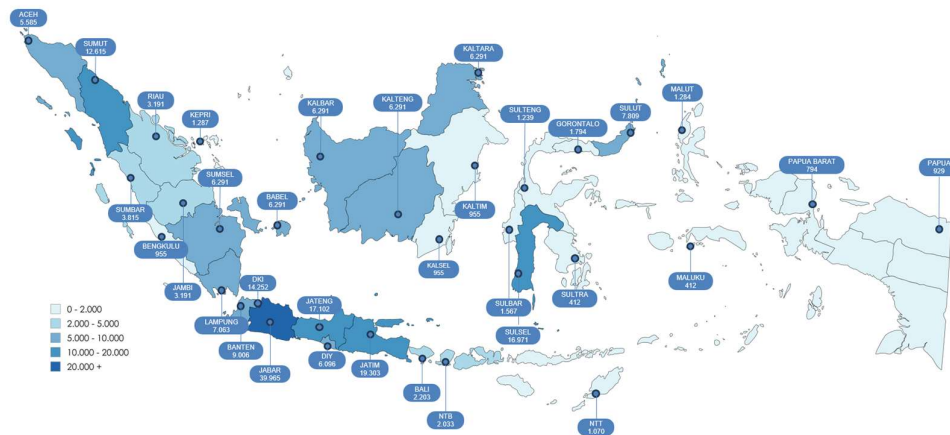 ACEH
5.585
SUMUT
12.615
RIAU
3.191
KEPRI
1.287
SUMSEL
6.291
BABEL
6.291
KALBAR
6.291
KALTENG
6.291
KALTARA
6.291
SULTENG
1.239
GORONTALO
1.794
SULUT
7.809
MALUT
1.284
PAPUA BARAT
794
PAPUA
929
SUMBAR
3.815
BENGKULU
955
JAMBI
3.191
LAMPUNG
7.063
DKI
14.252
BANTEN
9.006
JABAR
39.965
JATENG
17.102
DIY
6.096
JATIM
19.303
BALI
2.203
NTB
2.033
KALSEL
955
KALTIM
955
SULBAR
1.567
SULSEL
16.971
SULTRA
412
MALUKU
412
NTT
1.070
0 - 2.000
2.000 - 5.000
5.000 - 10.000
10.000 - 20.000
20.000 +